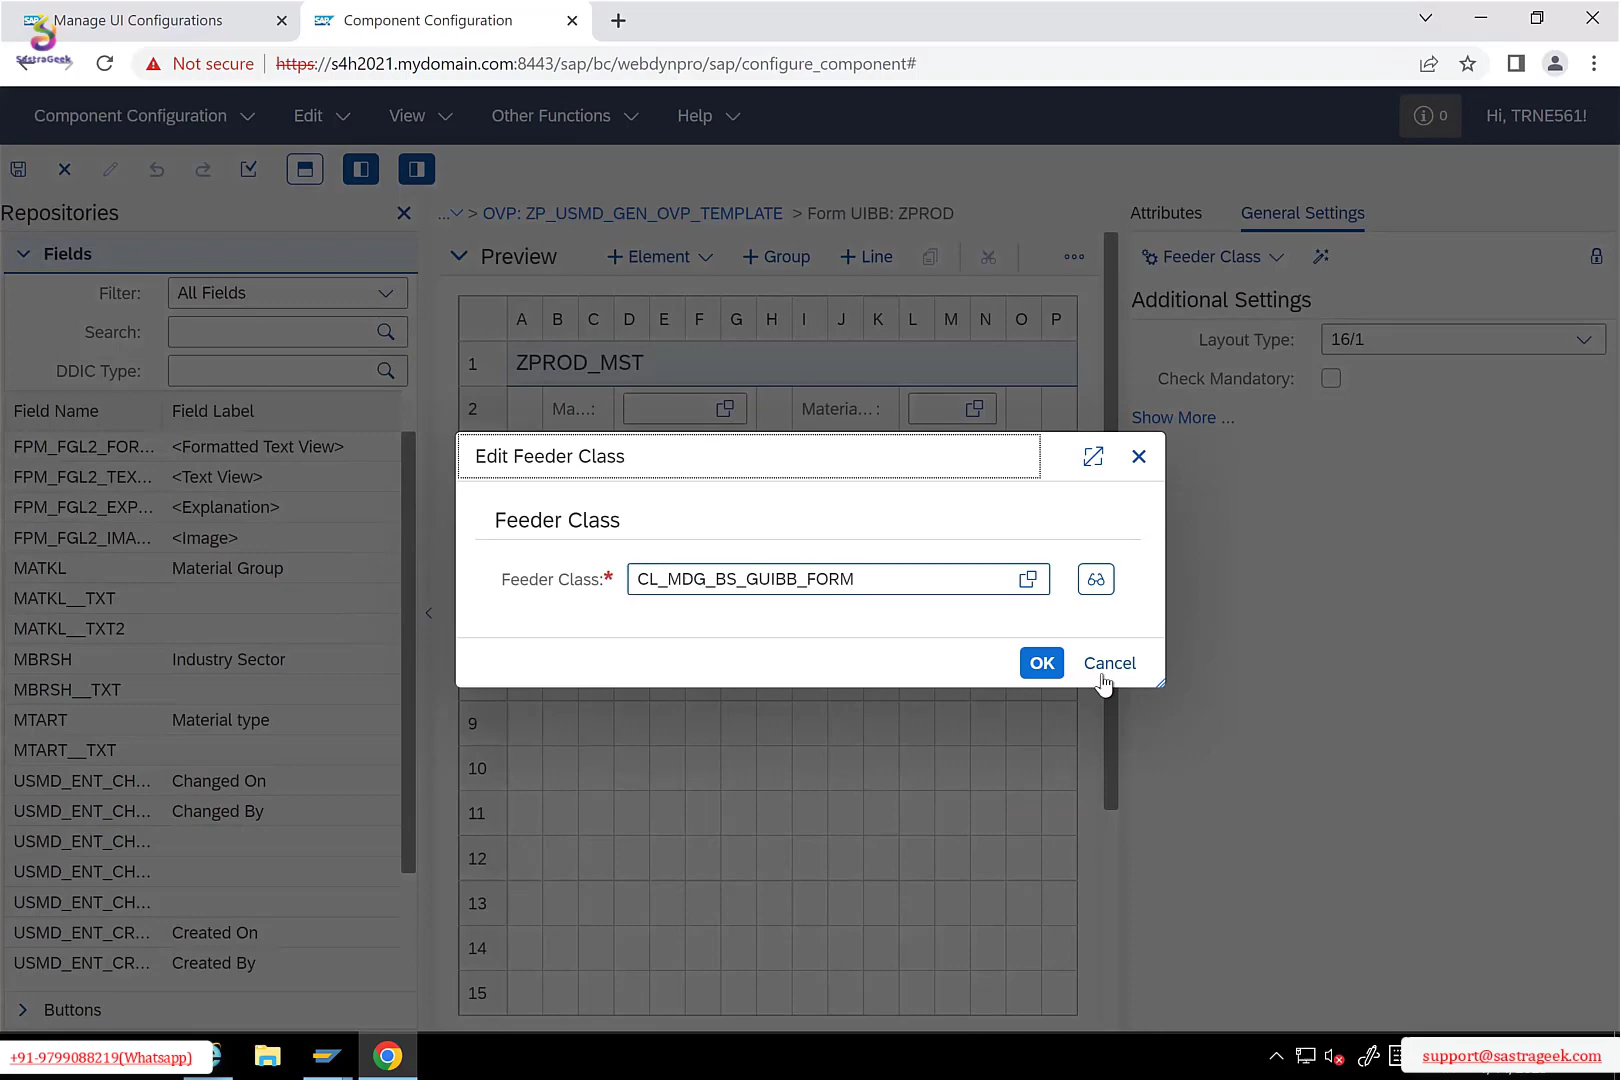 Manage UI Configurations
Component Configuration
SastraGeek
Not secure
https://s4h2021.mydomain.com:8443/sap/bc/webdynpro/sap/configure_component#
Component Configuration Edit View Other Functions Help
0 Hi, TRNE561!
Repositories
... > OVP: ZP_USMD_GEN_OVP_TEMPLATE > Form UIBB: ZPROD
Attributes General Settings
Fields
Preview
+ Element + Group + Line
Feeder Class
Filter: All Fields
Search:
DDIC Type:
Additional Settings
Layout Type: 16/1
Check Mandatory:
Show More ...
A B C D E F G H I J K L M N O P
1 ZPROD_MST
2 Ma...: Materia... :
Field Name Field Label
FPM_FGL2_FOR... <Formatted Text View>
FPM_FGL2_TEX... <Text View>
FPM_FGL2_EXP... <Explanation>
FPM_FGL2_IMA... <Image>
MATKL Material Group
MATKL__TXT
MATKL__TXT2
MBRSH Industry Sector
MBRSH__TXT
MTART Material type
MTART__TXT
USMD_ENT_CH... Changed On
USMD_ENT_CH... Changed By
USMD_ENT_CH...
USMD_ENT_CH...
USMD_ENT_CH...
USMD_ENT_CR... Created On
USMD_ENT_CR... Created By
Buttons
Edit Feeder Class
Feeder Class
Feeder Class:* CL_MDG_BS_GUIBB_FORM
OK Cancel
9
10
11
12
13
14
15
+91-9799088219(Whatsapp)
support@sastrageek.com